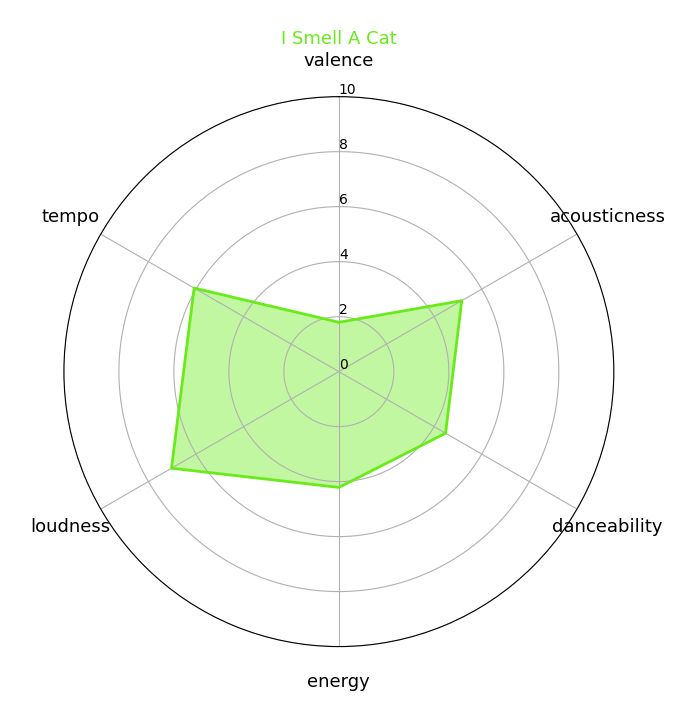 I Smell A Cat
valence
10
8
6
4
2
0
tempo
acousticness
loudness
danceability
energy